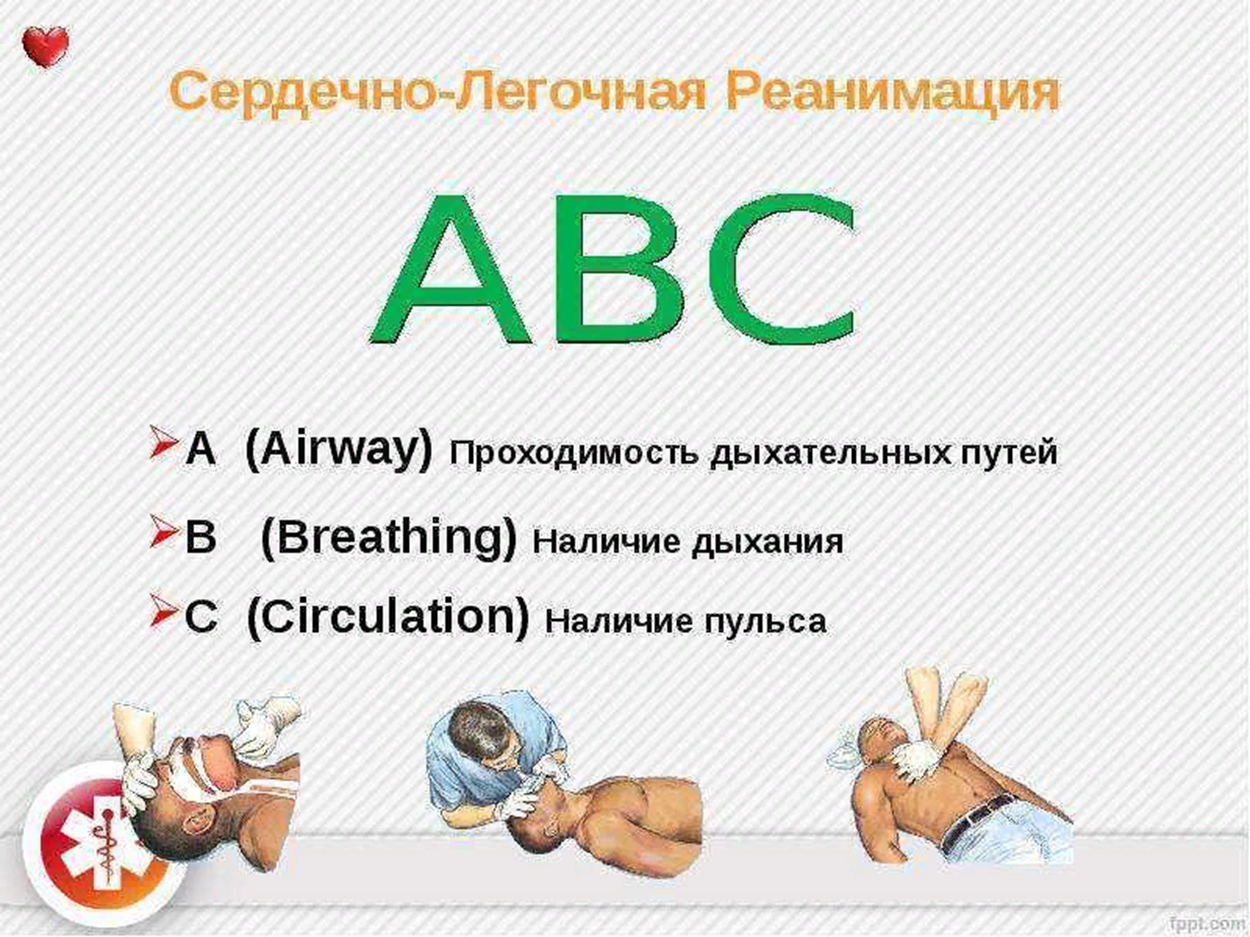 Сердечно-Легочная Реанимация
ABC
A (Airway) Проходимость дыхательных путей
B (Breathing) Наличие дыхания
C (Circulation) Наличие пульса
fppt.com